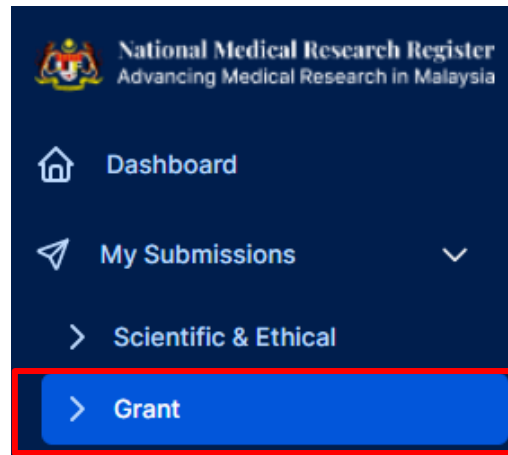 National Medical Research Register
Advancing Medical Research in Malaysia
Dashboard
My Submissions
Scientific & Ethical
Grant